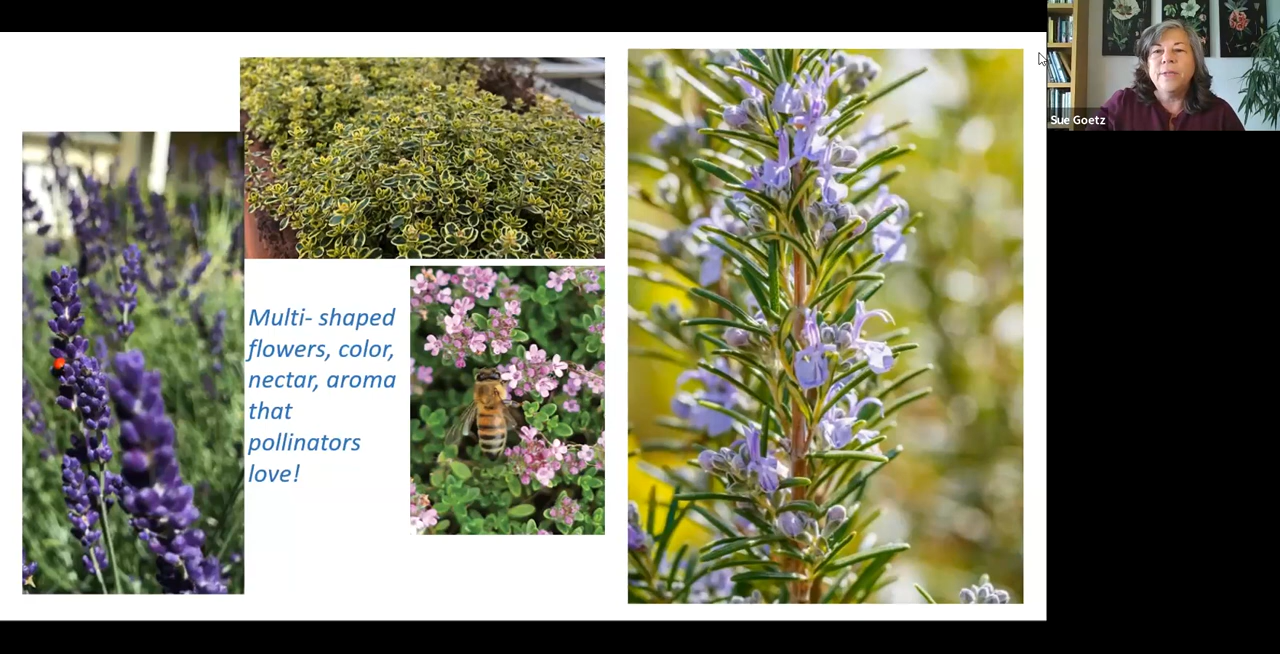 Multi- shaped
flowers, color,
nectar, aroma
that
pollinators
love!
Sue Goetz